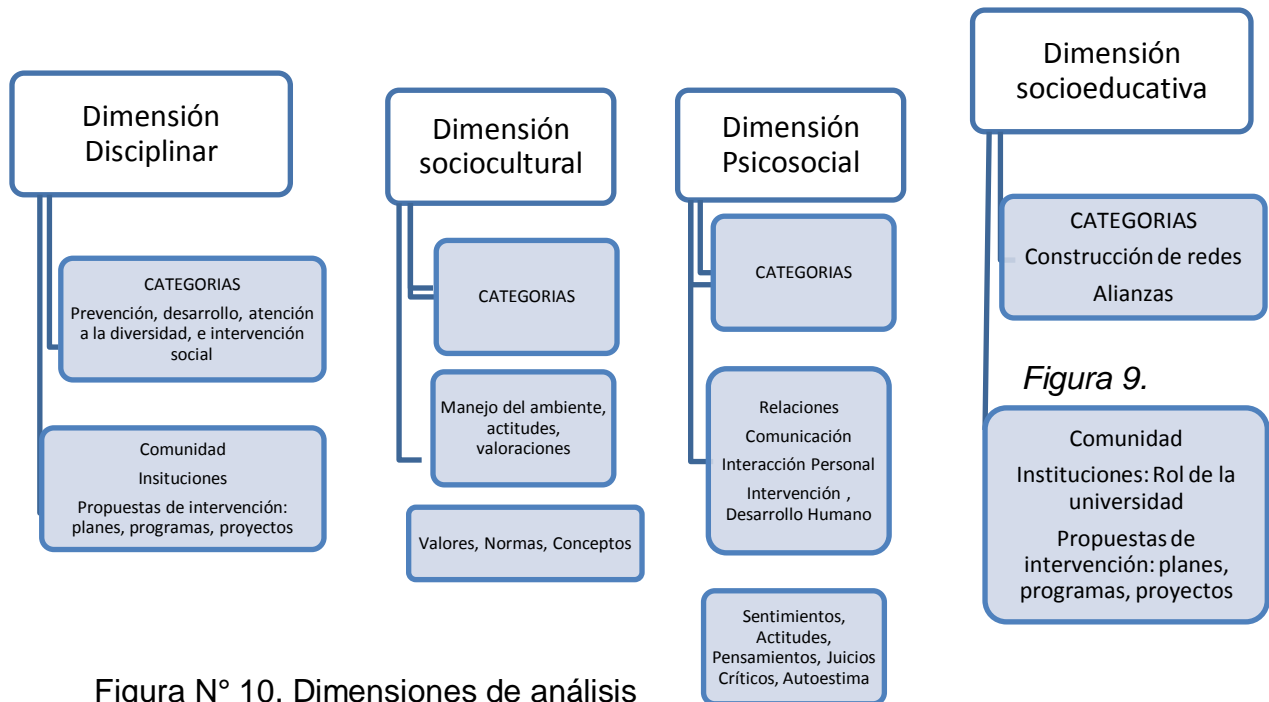 Dimensión
Disciplinar
CATEGORIAS
Prevención, desarrollo, atención
a la diversidad, e intervención
social
Comunidad
Insituciones
Propuestas de intervención:
planes, programas, proyectos
Dimensión
sociocultural
CATEGORIAS
Manejo del ambiente,
actitudes,
valoraciones
Valores, Normas, Conceptos
Dimensión
Psicosocial
CATEGORIAS
Relaciones
Comunicación
Interacción Personal
Intervención ,
Desarrollo Humano
Sentimientos,
Actitudes,
Pensamientos, Juicios
Críticos, Autoestima
Dimensión
socioeducativa
CATEGORIAS
Construcción de redes
Alianzas
Figura 9.
Comunidad
Instituciones: Rol de la
universidad
Propuestas de
intervención: planes,
programas, proyectos
Figura N° 10. Dimensiones de análisis